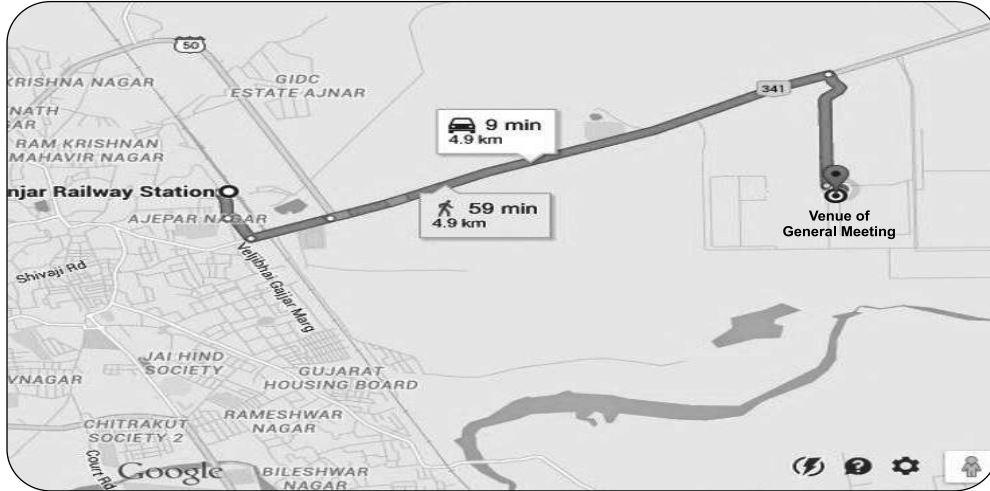 50
KRISHNA NAGAR
GIDC
ESTATE AJNAR
NATH
GAR
RAM KRISHNAN
MAHAVIR NAGAR
341
9 min
4.9 km
njar Railway Station
AJEPAR NAGAR
59 min
4.9 km
Venue of
General Meeting
Veljibhai Gajjar Marg
Shivaji Rd
JAI HIND
SOCIETY
GUJARAT
HOUSING BOARD
VNAGAR
RAMESHWAR
NAGAR
CHITRAKUT
SOCIETY 2
Court Rd
Google
BILESHWAR
NAGAR